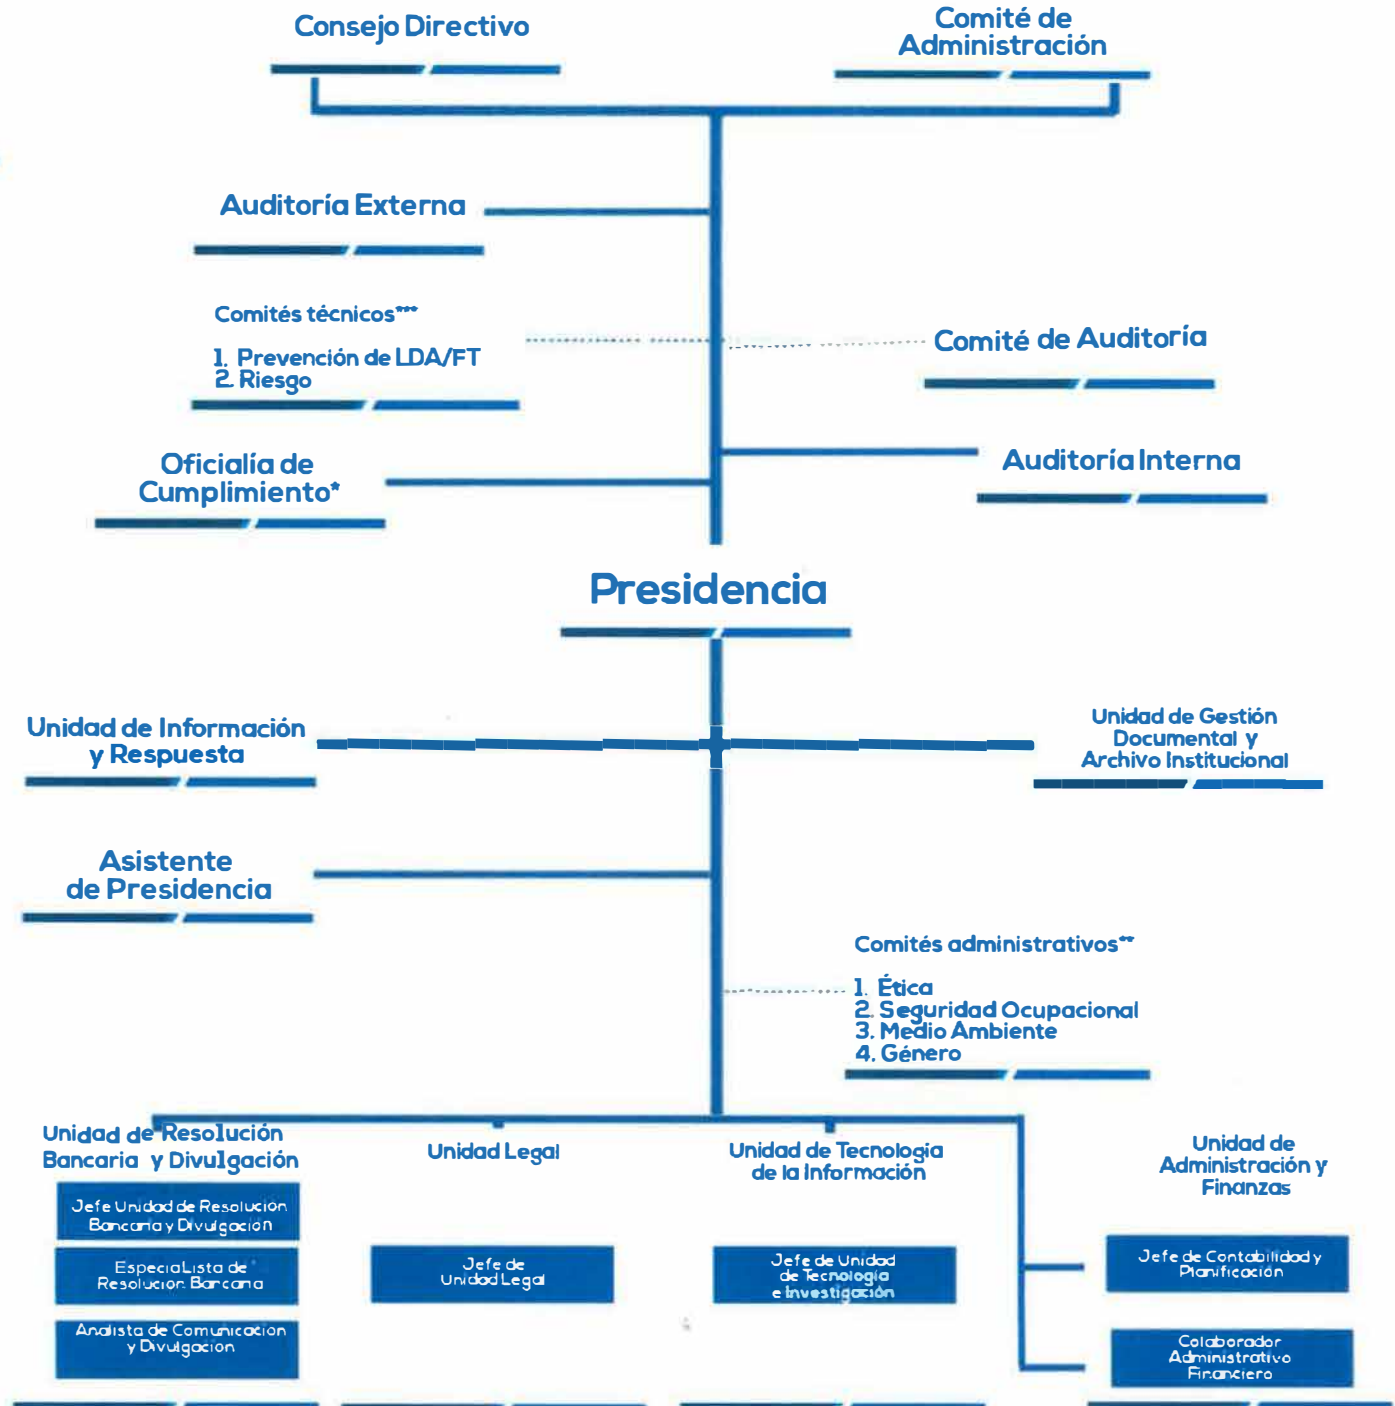 Consejo Directivo
Comité de
Administración
Auditoría Externa
Comités técnicos***
1. Prevención de LDA/FT
2. Riesgo
Comité de Auditoría
Oficialía de
Cumplimiento*
Auditoría Interna
Presidencia
Unidad de Información
y Respuesta
Unidad de Gestión
Documental y
Archivo Institucional
Asistente
de Presidencia
Comités administrativos**
1. Ética
2. Seguridad Ocupacional
3. Medio Ambiente
4. Género
Unidad de Resolución
Bancaria y Divulgación
Jefe Unidad de Resolución
Bancaria y Divulgación
Especialista de
Resolución Bancaria
Analista de Comunicación
y Divulgación
Unidad Legal
Jefe de
Unidad Legal
Unidad de Tecnología
de la Información
Jefe de Unidad
de Tecnología
e Investigación
Unidad de
Administración y
Finanzas
Jefe de Contabilidad y
Planificación
Colaborador
Administrativo
Financiero